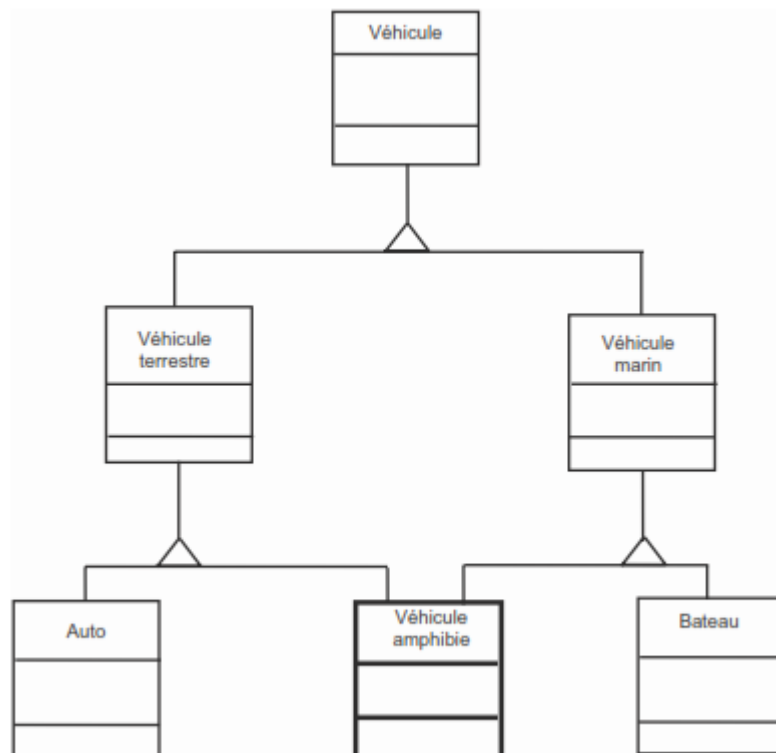 Véhicule
Véhicule
terrestre
Véhicule
marin
Auto
Véhicule
amphibie
Bateau